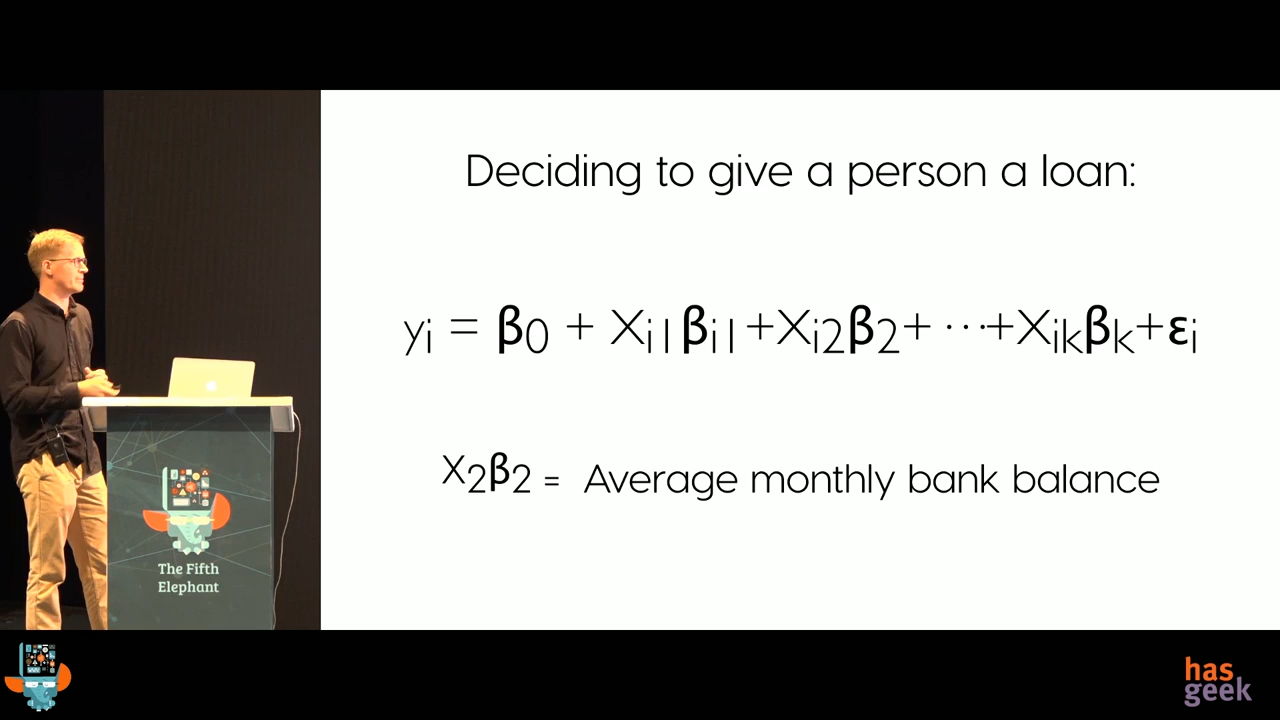 Deciding to give a person a loan:
yi = β0 + Xi1βi1+Xi2β2+ ···+Xikβk+εi
X2β2 = Average monthly bank balance
The Fifth
Elephant
has
geek